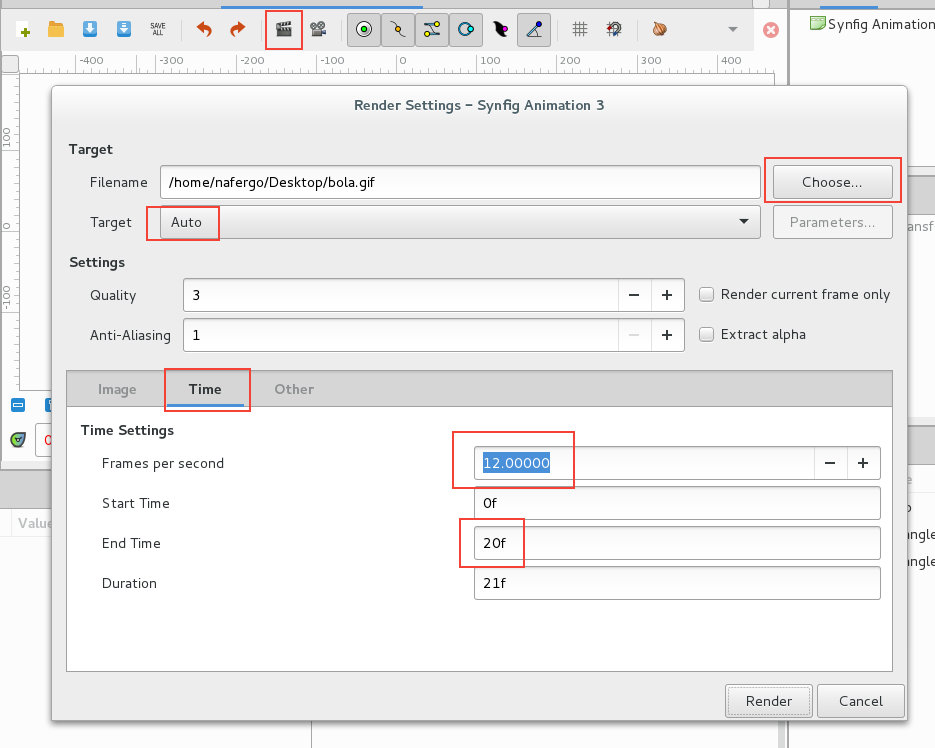 SAVE ALL
Synfig Animation
-400 -300 -200 -100 0 100 200 300 400
100
0
-100
Render Settings – Synfig Animation 3
Target
Filename /home/nafergo/Desktop/bola.gif Choose...
Target Auto Parameters...
ansf
Settings
Quality 3 − + Render current frame only
Anti-Aliasing 1 − + Extract alpha
Image Time Other
Time Settings
Frames per second 12.00000 − +
Start Time 0f
End Time 20f
Duration 21f
0
Value
angle
angle
Render Cancel